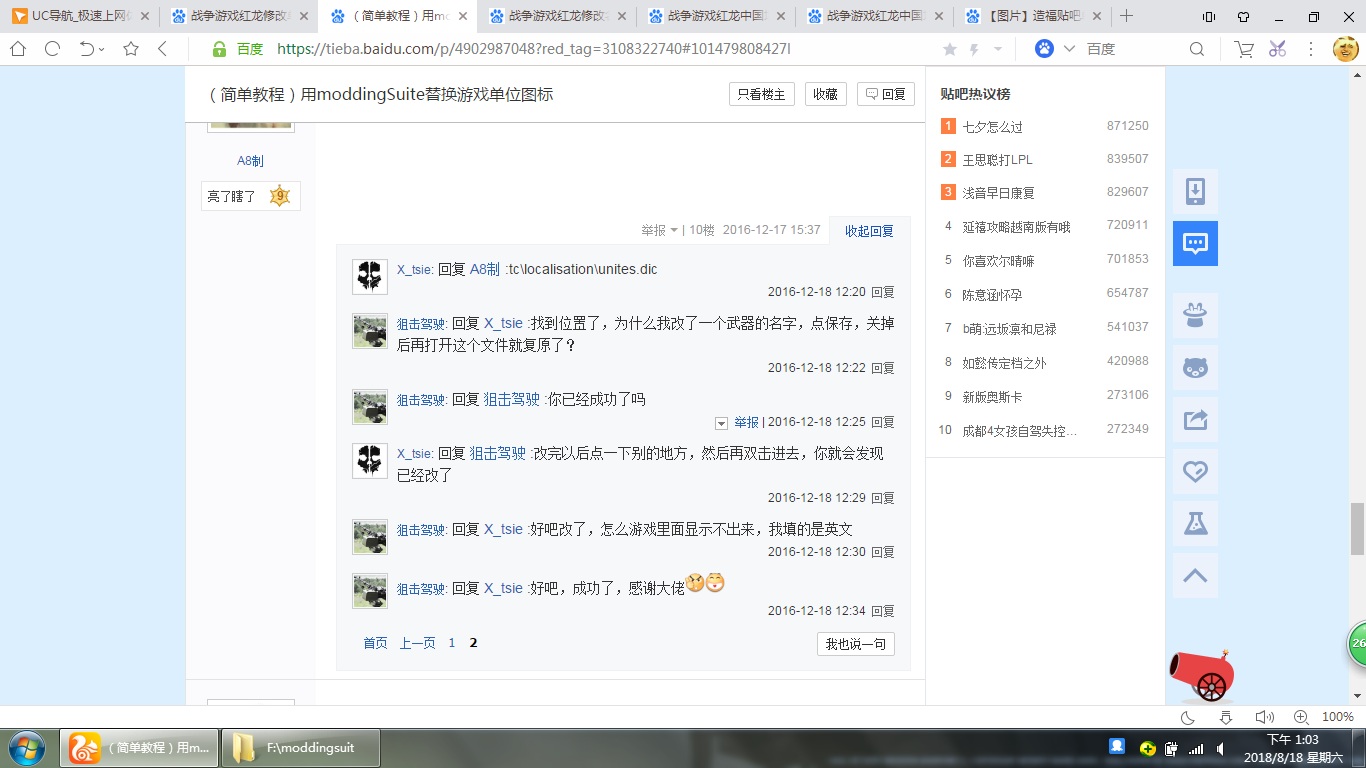 UC导航_极速上网
战争游戏红龙修改
（简单教程）用mo
战争游戏红龙修改
战争游戏红龙中国
战争游戏红龙中国
【图片】造福贴吧
百度 https://tieba.baidu.com/p/4902987048?red_tag=3108322740#101479808427l
百度
（简单教程）用moddingSuite替换游戏单位图标
只看楼主 收藏 回复
A8制
亮了瞎了 9
举报 | 10楼 2016-12-17 15:37 收起回复
X_tsie: 回复 A8制 :tc\localisation\unites.dic
2016-12-18 12:20 回复
狙击驾驶: 回复 X_tsie :找到位置了，为什么我改了一个武器的名字，点保存，关掉
后再打开这个文件就复原了？
2016-12-18 12:22 回复
狙击驾驶: 回复 狙击驾驶 :你已经成功了吗
举报 | 2016-12-18 12:25 回复
X_tsie: 回复 狙击驾驶 :改完以后点一下别的地方，然后再双击进去，你就会发现
已经改了
2016-12-18 12:29 回复
狙击驾驶: 回复 X_tsie :好吧改了，怎么游戏里面显示不出来，我填的是英文
2016-12-18 12:30 回复
狙击驾驶: 回复 X_tsie :好吧，成功了，感谢大佬
2016-12-18 12:34 回复
首页 上一页 1 2
我也说一句
贴吧热议榜
1 七夕怎么过 871250
2 王思聪打LPL 839507
3 浅音早日康复 829607
4 延禧攻略越南版有哦 720911
5 你喜欢尔晴嘛 701853
6 陈意涵怀孕 654787
7 b萌:远坂凛和尼禄 541037
8 如懿传定档之外 420988
9 新版奥斯卡 273106
10 成都4女孩自驾失控... 272349
26
100%
（简单教程）用m...
F:\moddingsuit
下午 1:03
2018/8/18 星期六